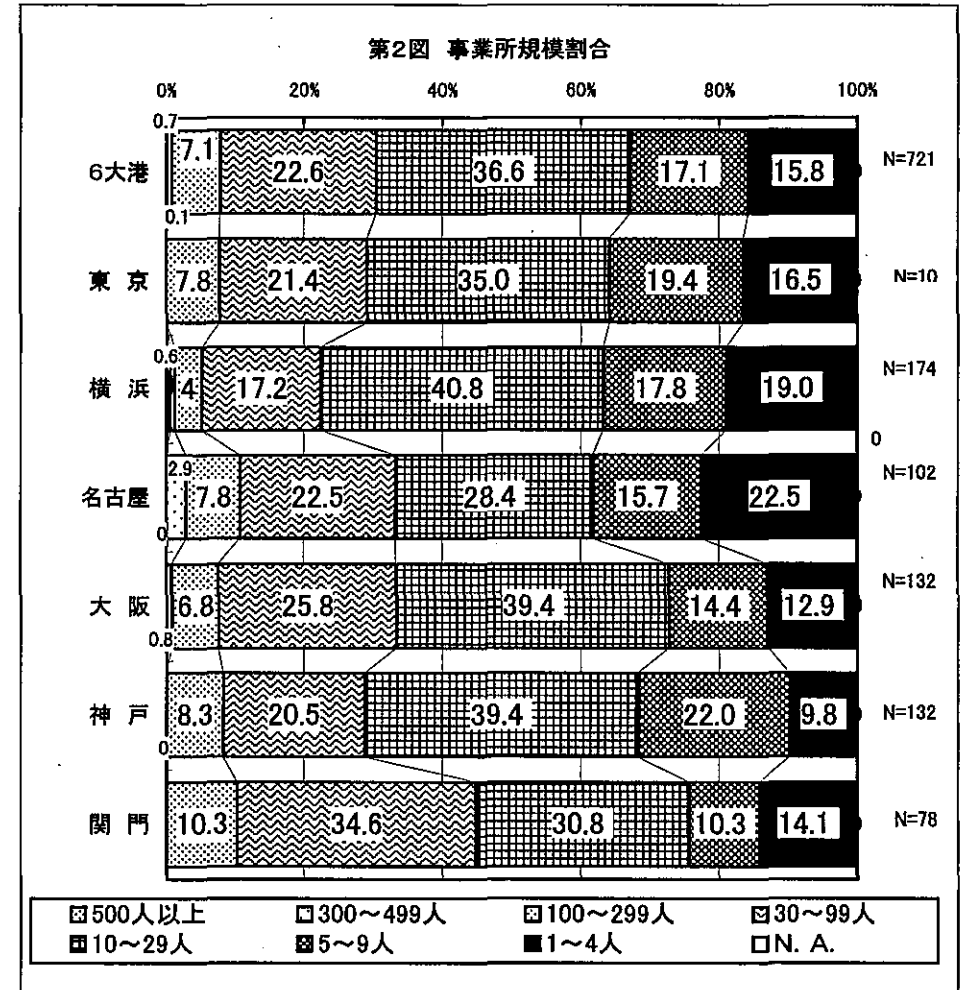 第2図 事業所規模割合
0% 20% 40% 60% 80% 100%
0.7
6大港 7.1 22.6 36.6 17.1 15.8 N=721
0.1
東 京 7.8 21.4 35.0 19.4 16.5 N=10
0.6
横 浜 4 17.2 40.8 17.8 19.0 N=174
0
2.9
名古屋 7.8 22.5 28.4 15.7 22.5 N=102
0
大 阪 6.8 25.8 39.4 14.4 12.9 N=132
0.8
神 戸 8.3 20.5 39.4 22.0 9.8 N=132
0
関 門 10.3 34.6 30.8 10.3 14.1 N=78
500人以上 300～499人 100～299人 30～99人
10～29人 5～9人 1～4人 N. A.